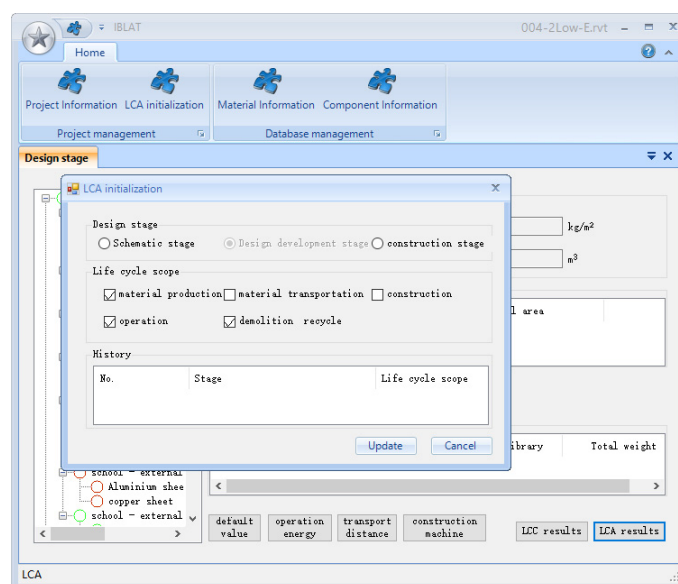 IBLAT 004-2Low-E.rvt
Home
Project Information LCA initialization Material Information Component Information
Project management Database management
Design stage
LCA initialization
Design stage
Schematic stage Design development stage construction stage
kg/m²
m³
Life cycle scope
material production material transportation construction
operation demolition recycle
l area
History
No. Stage Life cycle scope
Update Cancel
ibrary Total weight
school - external
Aluminium shee
copper sheet
school - external
default value operation energy transport distance construction machine
LCC results LCA results
LCA